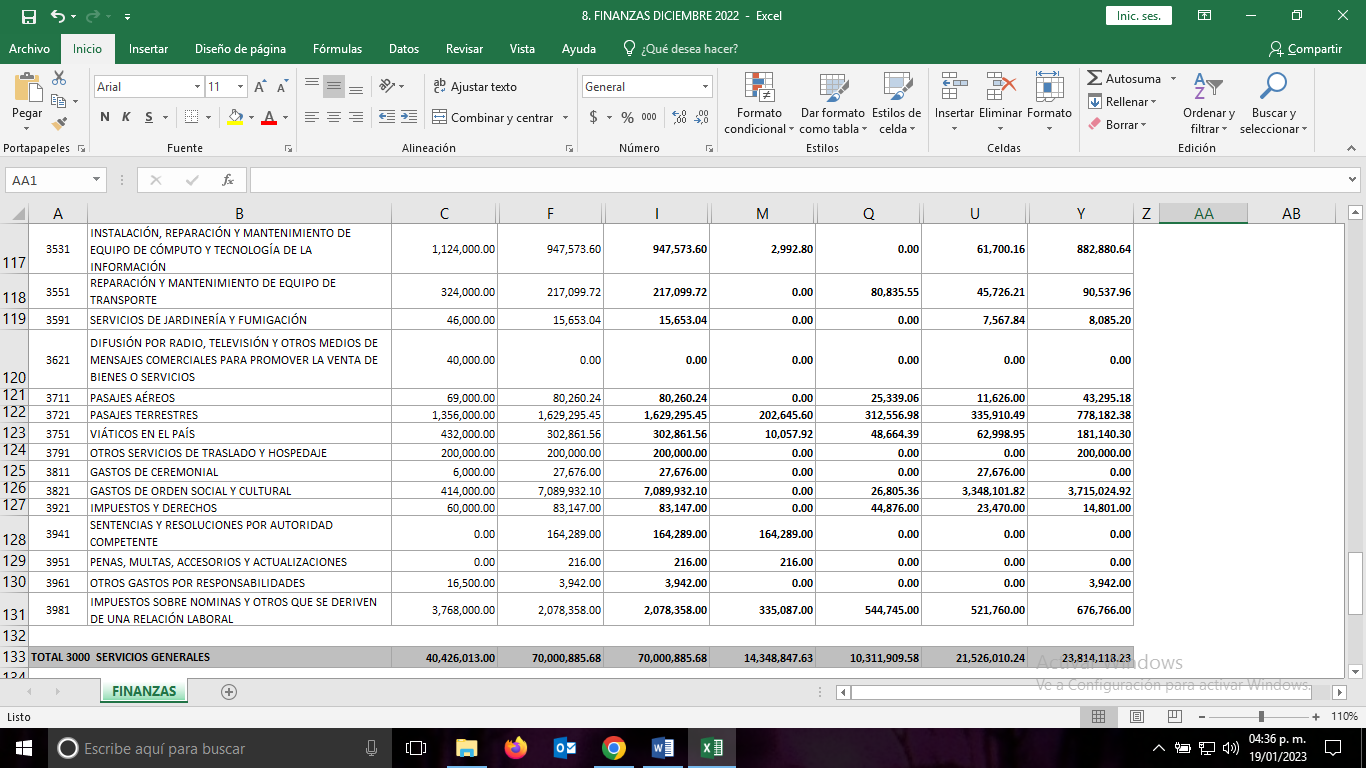 8. FINANZAS DICIEMBRE 2022 - Excel
Inic. ses.
Archivo Inicio Insertar Diseño de página Fórmulas Datos Revisar Vista Ayuda ¿Qué desea hacer? Compartir
Pegar
Arial 11
N K S
Ajustar texto
Combinar y centrar
General
$ % 000
Formato condicional
Dar formato como tabla
Estilos de celda
Insertar Eliminar Formato
Autosuma
Rellenar
Borrar
Ordenar y filtrar
Buscar y seleccionar
Portapapeles Fuente Alineación Número Estilos Celdas Edición
AA1 fx
A B C F I M Q U Y Z AA AB
117 3531 INSTALACIÓN, REPARACIÓN Y MANTENIMIENTO DE
EQUIPO DE CÓMPUTO Y TECNOLOGÍA DE LA
INFORMACIÓN 1,124,000.00 947,573.60 947,573.60 2,992.80 0.00 61,700.16 882,880.64
118 3551 REPARACIÓN Y MANTENIMIENTO DE EQUIPO DE
TRANSPORTE 324,000.00 217,099.72 217,099.72 0.00 80,835.55 45,726.21 90,537.96
119 3591 SERVICIOS DE JARDINERÍA Y FUMIGACIÓN 46,000.00 15,653.04 15,653.04 0.00 0.00 7,567.84 8,085.20
120 3621 DIFUSIÓN POR RADIO, TELEVISIÓN Y OTROS MEDIOS DE
MENSAJES COMERCIALES PARA PROMOVER LA VENTA DE
BIENES O SERVICIOS 40,000.00 0.00 0.00 0.00 0.00 0.00 0.00
121 3711 PASAJES AÉREOS 69,000.00 80,260.24 80,260.24 0.00 25,339.06 11,626.00 43,295.18
122 3721 PASAJES TERRESTRES 1,356,000.00 1,629,295.45 1,629,295.45 202,645.60 312,556.98 335,910.49 778,182.38
123 3751 VIÁTICOS EN EL PAÍS 432,000.00 302,861.56 302,861.56 10,057.92 48,664.39 62,998.95 181,140.30
124 3791 OTROS SERVICIOS DE TRASLADO Y HOSPEDAJE 200,000.00 200,000.00 200,000.00 0.00 0.00 0.00 200,000.00
125 3811 GASTOS DE CEREMONIAL 6,000.00 27,676.00 27,676.00 0.00 0.00 27,676.00 0.00
126 3821 GASTOS DE ORDEN SOCIAL Y CULTURAL 414,000.00 7,089,932.10 7,089,932.10 0.00 26,805.36 3,348,101.82 3,715,024.92
127 3921 IMPUESTOS Y DERECHOS 60,000.00 83,147.00 83,147.00 0.00 44,876.00 23,470.00 14,801.00
128 3941 SENTENCIAS Y RESOLUCIONES POR AUTORIDAD
COMPETENTE 0.00 164,289.00 164,289.00 164,289.00 0.00 0.00 0.00
129 3951 PENAS, MULTAS, ACCESORIOS Y ACTUALIZACIONES 0.00 216.00 216.00 216.00 0.00 0.00 0.00
130 3961 OTROS GASTOS POR RESPONSABILIDADES 16,500.00 3,942.00 3,942.00 0.00 0.00 0.00 3,942.00
131 3981 IMPUESTOS SOBRE NOMINAS Y OTROS QUE SE DERIVEN
DE UNA RELACIÓN LABORAL 3,768,000.00 2,078,358.00 2,078,358.00 335,087.00 544,745.00 521,760.00 676,766.00
132
133 TOTAL 3000 SERVICIOS GENERALES 40,426,013.00 70,000,885.68 70,000,885.68 14,348,847.63 10,311,909.58 21,526,010.24 23,814,118.23
134
Activar Windows
Ve a Configuración para activar Windows.
FINANZAS
Listo 110%
Escribe aquí para buscar
04:36 p. m.
19/01/2023